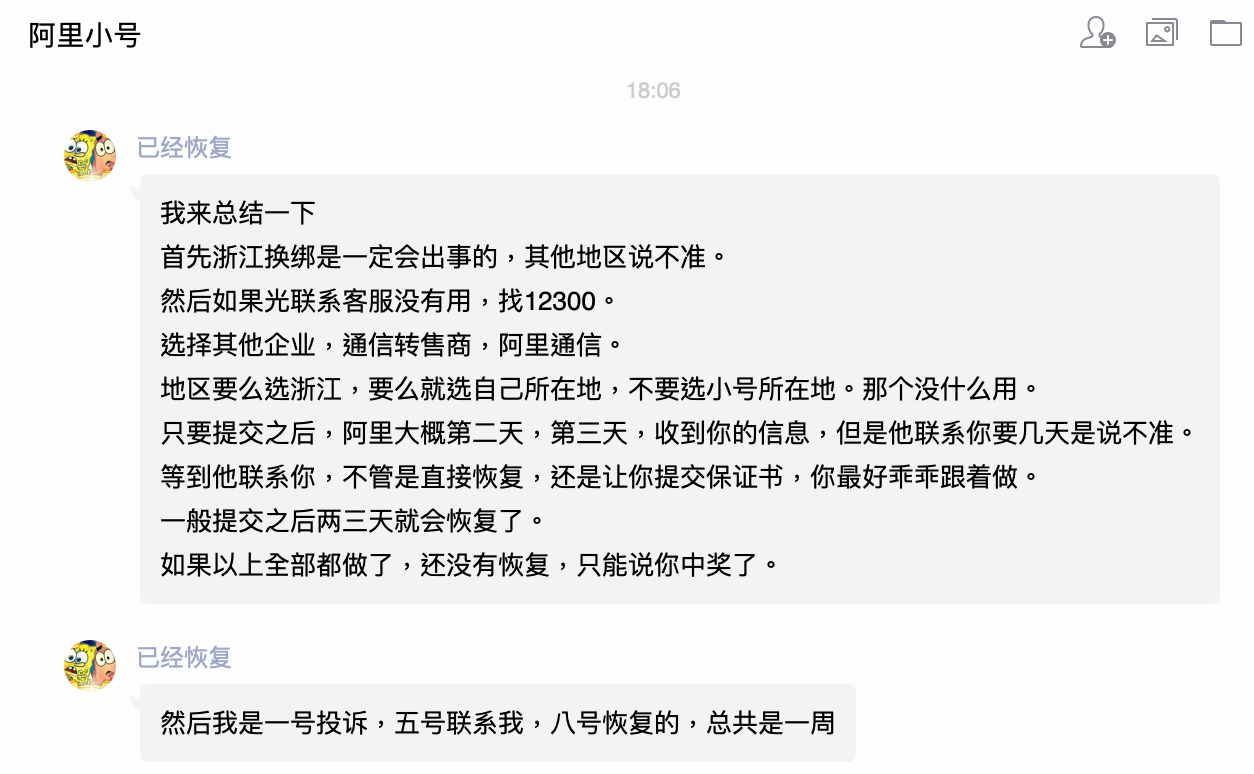 阿里小号
18:06
已经恢复
我来总结一下
首先浙江换绑是一定会出事的，其他地区说不准。
然后如果光联系客服没有用，找12300。
选择其他企业，通信转售商，阿里通信。
地区要么选浙江，要么就选自己所在地，不要选小号所在地。那个没什么用。
只要提交之后，阿里大概第二天，第三天，收到你的信息，但是他联系你要几天是说不准。
等到他联系你，不管是直接恢复，还是让你提交保证书，你最好乖乖跟着做。
一般提交之后两三天就会恢复了。
如果以上全部都做了，还没有恢复，只能说你中奖了。
已经恢复
然后我是一号投诉，五号联系我，八号恢复的，总共是一周